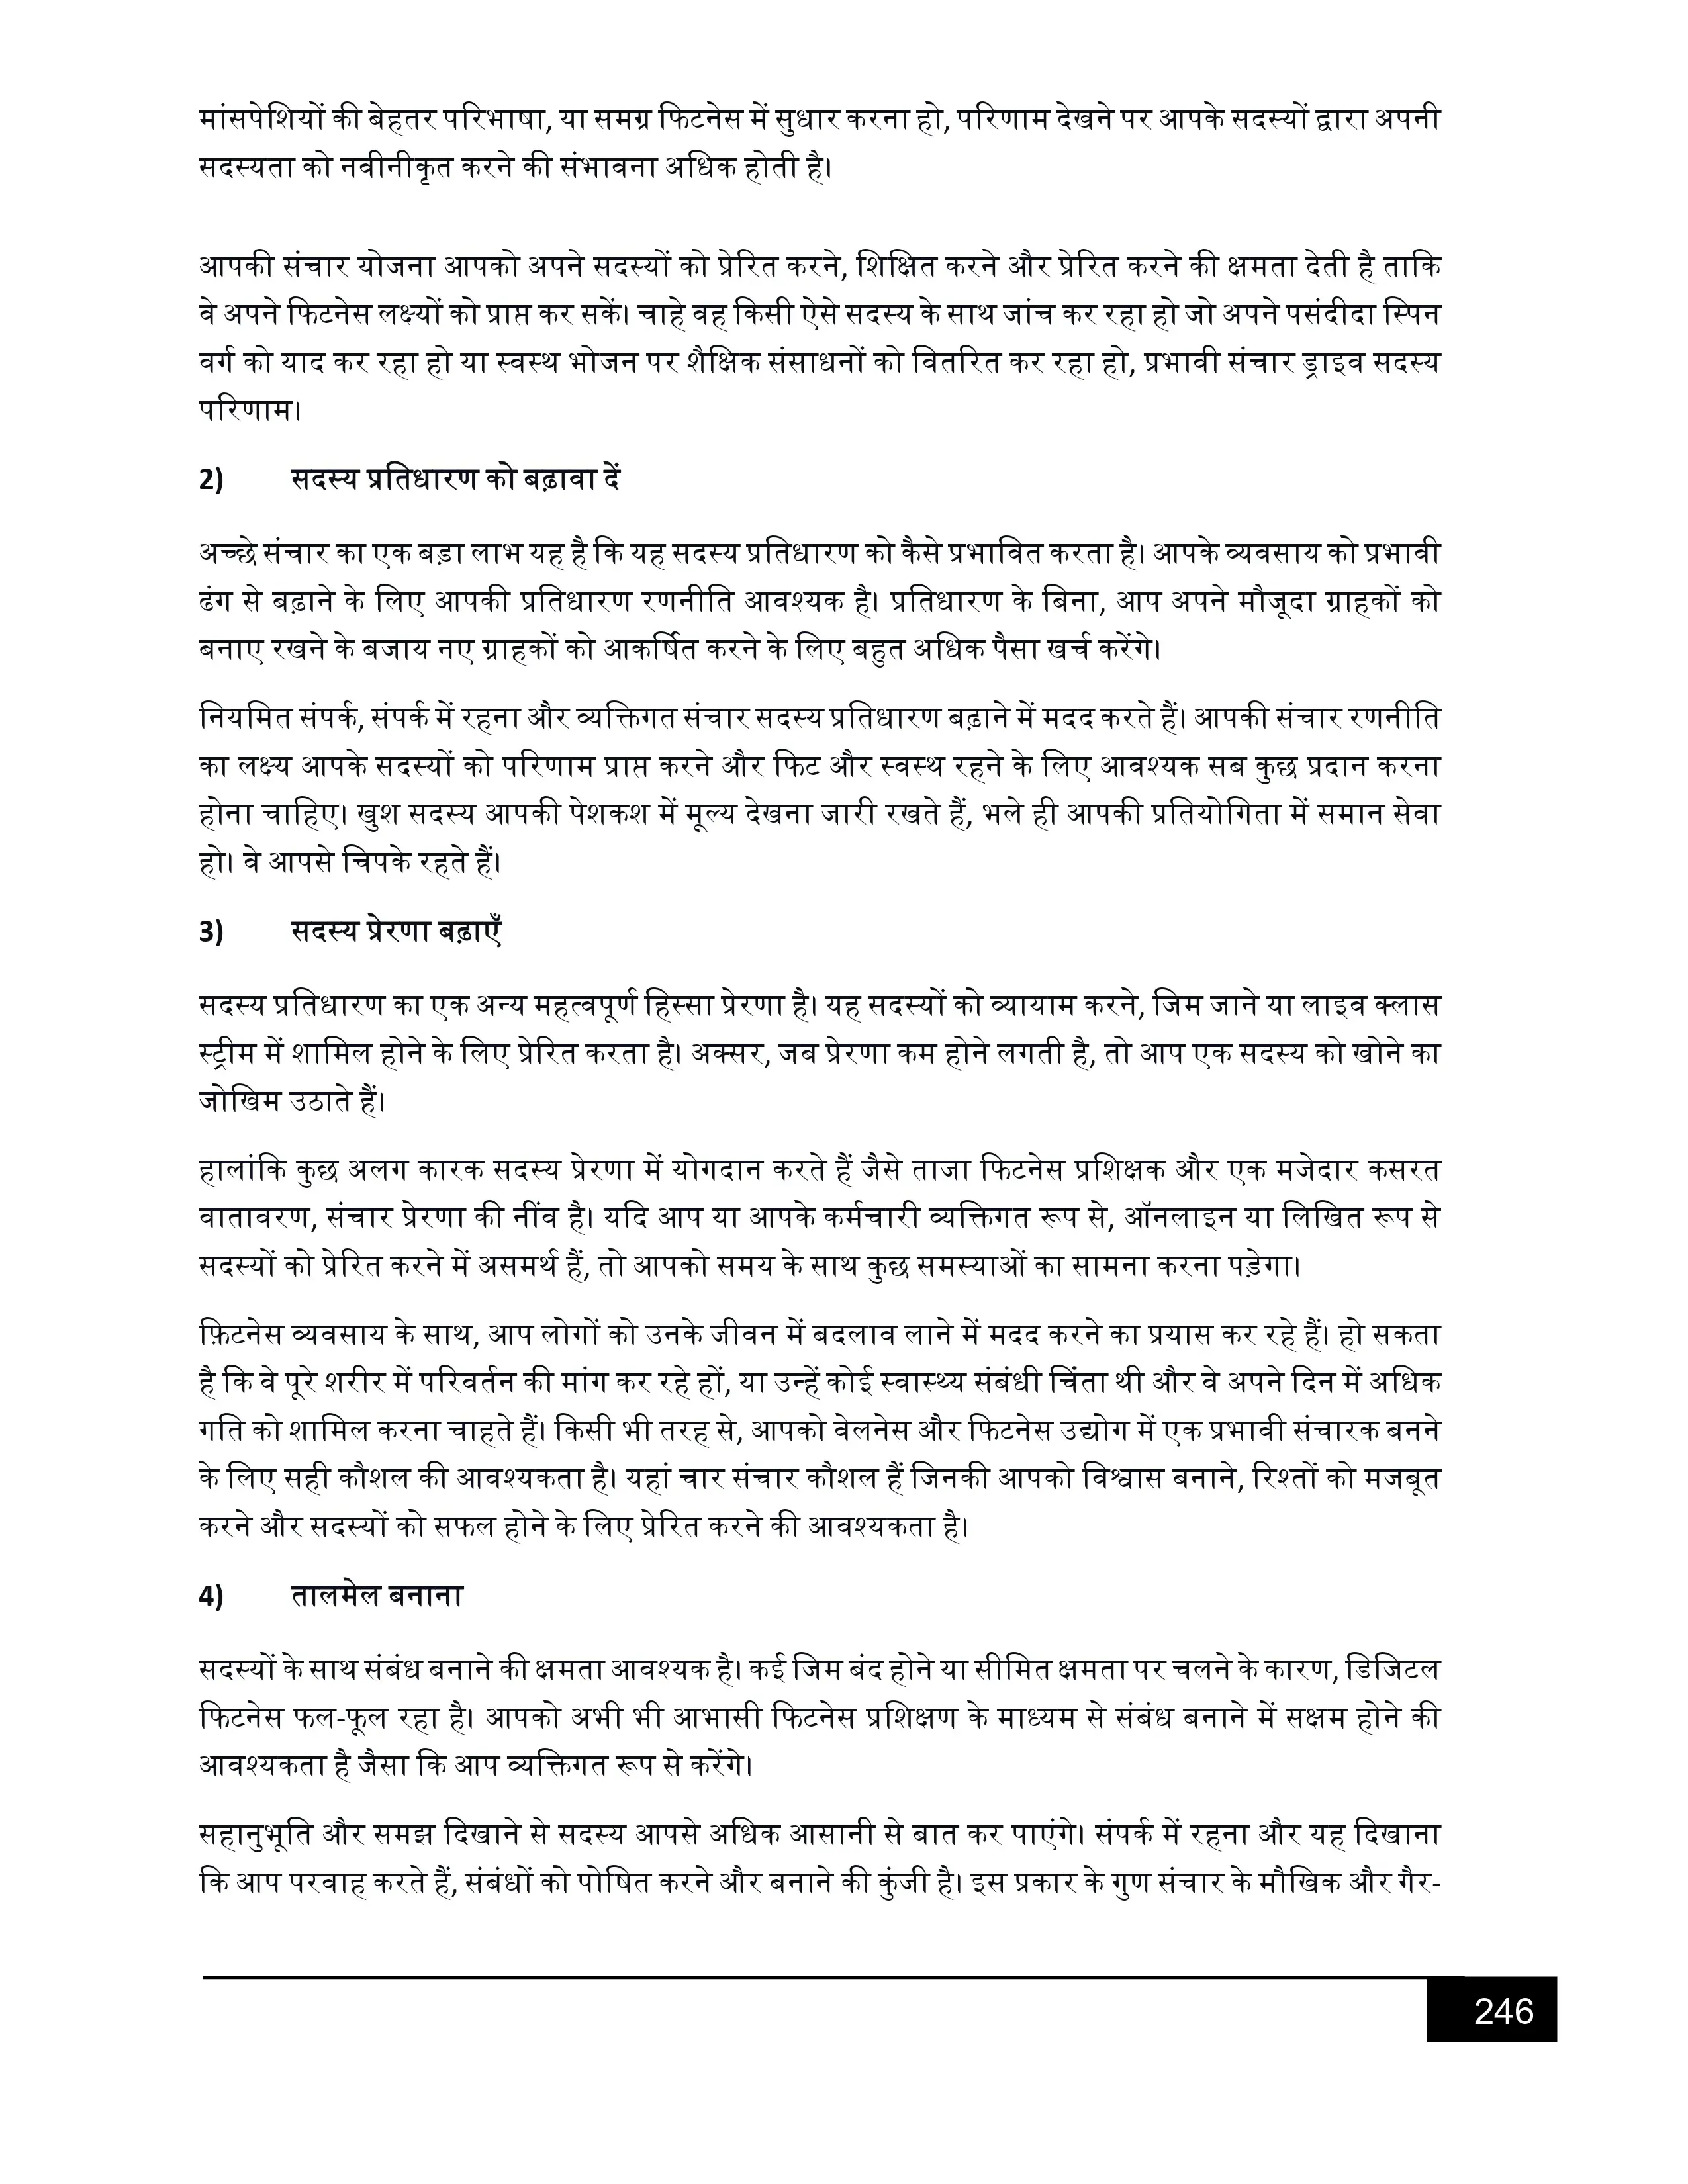 मांसपेशियों की बेहतर परिभाषा, या समग्र फिटनेस में सुधार करना हो, परिणाम देखने पर आपके सदस्यों द्वारा अपनी
सदस्यता को नवीनीकृत करने की संभावना अधिक होती है।
आपकी संचार योजना आपको अपने सदस्यों को प्रेरित करने, शिक्षित करने और प्रेरित करने की क्षमता देती है ताकि
वे अपने फिटनेस लक्ष्यों को प्राप्त कर सकें। चाहे वह किसी ऐसे सदस्य के साथ जांच कर रहा हो जो अपने पसंदीदा स्पिन
वर्ग को याद कर रहा हो या स्वस्थ भोजन पर शैक्षिक संसाधनों को वितरित कर रहा हो, प्रभावी संचार ड्राइव सदस्य
परिणाम।
2) सदस्य प्रतिधारण को बढ़ावा दें
अच्छे संचार का एक बड़ा लाभ यह है कि यह सदस्य प्रतिधारण को कैसे प्रभावित करता है। आपके व्यवसाय को प्रभावी
ढंग से बढ़ाने के लिए आपकी प्रतिधारण रणनीति आवश्यक है। प्रतिधारण के बिना, आप अपने मौजूदा ग्राहकों को
बनाए रखने के बजाय नए ग्राहकों को आकर्षित करने के लिए बहुत अधिक पैसा खर्च करेंगे।
नियमित संपर्क, संपर्क में रहना और व्यक्तिगत संचार सदस्य प्रतिधारण बढ़ाने में मदद करते हैं। आपकी संचार रणनीति
का लक्ष्य आपके सदस्यों को परिणाम प्राप्त करने और फिट और स्वस्थ रहने के लिए आवश्यक सब कुछ प्रदान करना
होना चाहिए। खुश सदस्य आपकी पेशकश में मूल्य देखना जारी रखते हैं, भले ही आपकी प्रतियोगिता में समान सेवा
हो। वे आपसे चिपके रहते हैं।
3) सदस्य प्रेरणा बढ़ाएँ
सदस्य प्रतिधारण का एक अन्य महत्वपूर्ण हिस्सा प्रेरणा है। यह सदस्यों को व्यायाम करने, जिम जाने या लाइव क्लास
स्ट्रीम में शामिल होने के लिए प्रेरित करता है। अक्सर, जब प्रेरणा कम होने लगती है, तो आप एक सदस्य को खोने का
जोखिम उठाते हैं।
हालांकि कुछ अलग कारक सदस्य प्रेरणा में योगदान करते हैं जैसे ताजा फिटनेस प्रशिक्षक और एक मजेदार कसरत
वातावरण, संचार प्रेरणा की नींव है। यदि आप या आपके कर्मचारी व्यक्तिगत रूप से, ऑनलाइन या लिखित रूप से
सदस्यों को प्रेरित करने में असमर्थ हैं, तो आपको समय के साथ कुछ समस्याओं का सामना करना पड़ेगा।
फ़िटनेस व्यवसाय के साथ, आप लोगों को उनके जीवन में बदलाव लाने में मदद करने का प्रयास कर रहे हैं। हो सकता
है कि वे पूरे शरीर में परिवर्तन की मांग कर रहे हों, या उन्हें कोई स्वास्थ्य संबंधी चिंता थी और वे अपने दिन में अधिक
गति को शामिल करना चाहते हैं। किसी भी तरह से, आपको वेलनेस और फिटनेस उद्योग में एक प्रभावी संचारक बनने
के लिए सही कौशल की आवश्यकता है। यहां चार संचार कौशल हैं जिनकी आपको विश्वास बनाने, रिश्तों को मजबूत
करने और सदस्यों को सफल होने के लिए प्रेरित करने की आवश्यकता है।
4) तालमेल बनाना
सदस्यों के साथ संबंध बनाने की क्षमता आवश्यक है। कई जिम बंद होने या सीमित क्षमता पर चलने के कारण, डिजिटल
फिटनेस फल-फूल रहा है। आपको अभी भी आभासी फिटनेस प्रशिक्षण के माध्यम से संबंध बनाने में सक्षम होने की
आवश्यकता है जैसा कि आप व्यक्तिगत रूप से करेंगे।
सहानुभूति और समझ दिखाने से सदस्य आपसे अधिक आसानी से बात कर पाएंगे। संपर्क में रहना और यह दिखाना
कि आप परवाह करते हैं, संबंधों को पोषित करने और बनाने की कुंजी है। इस प्रकार के गुण संचार के मौखिक और गैर-
246